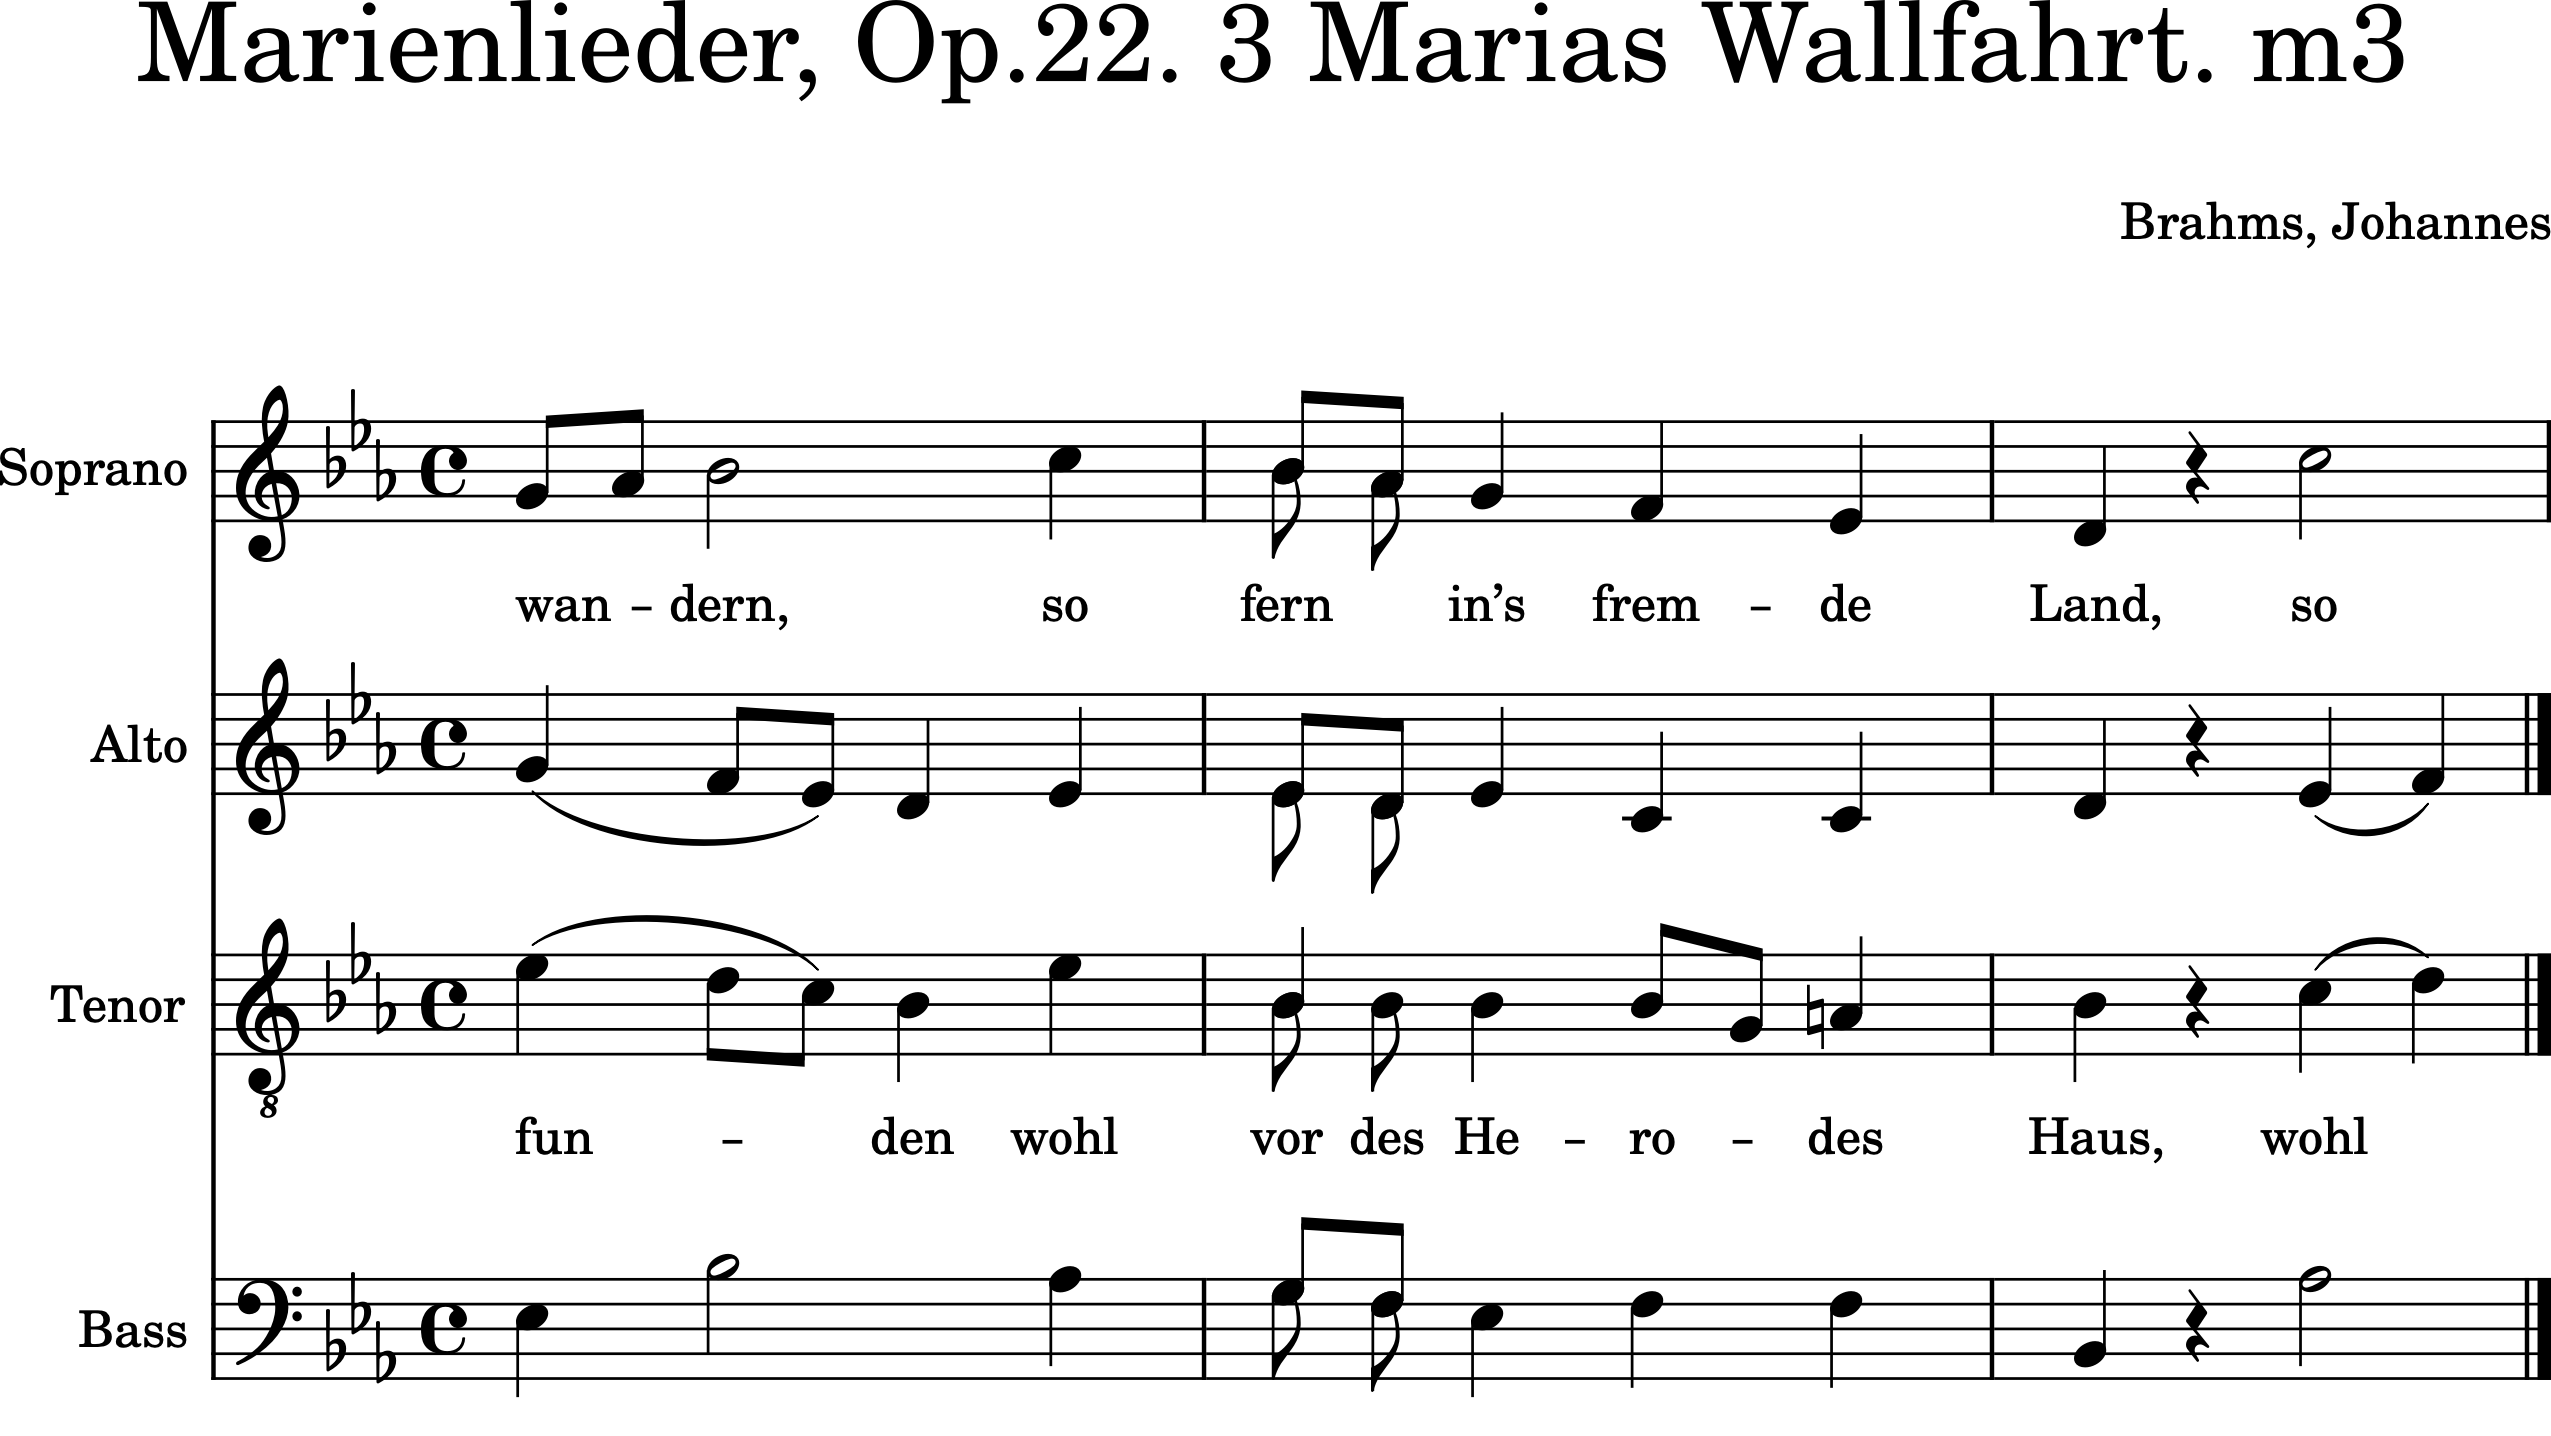 Marienlieder, Op.22. 3 Marias Wallfahrt. m3
Brahms, Johannes
Soprano
wan – dern, so fern in’s frem – de Land, so
Alto
Tenor
8
fun – den wohl vor des He – ro – des Haus, wohl
Bass